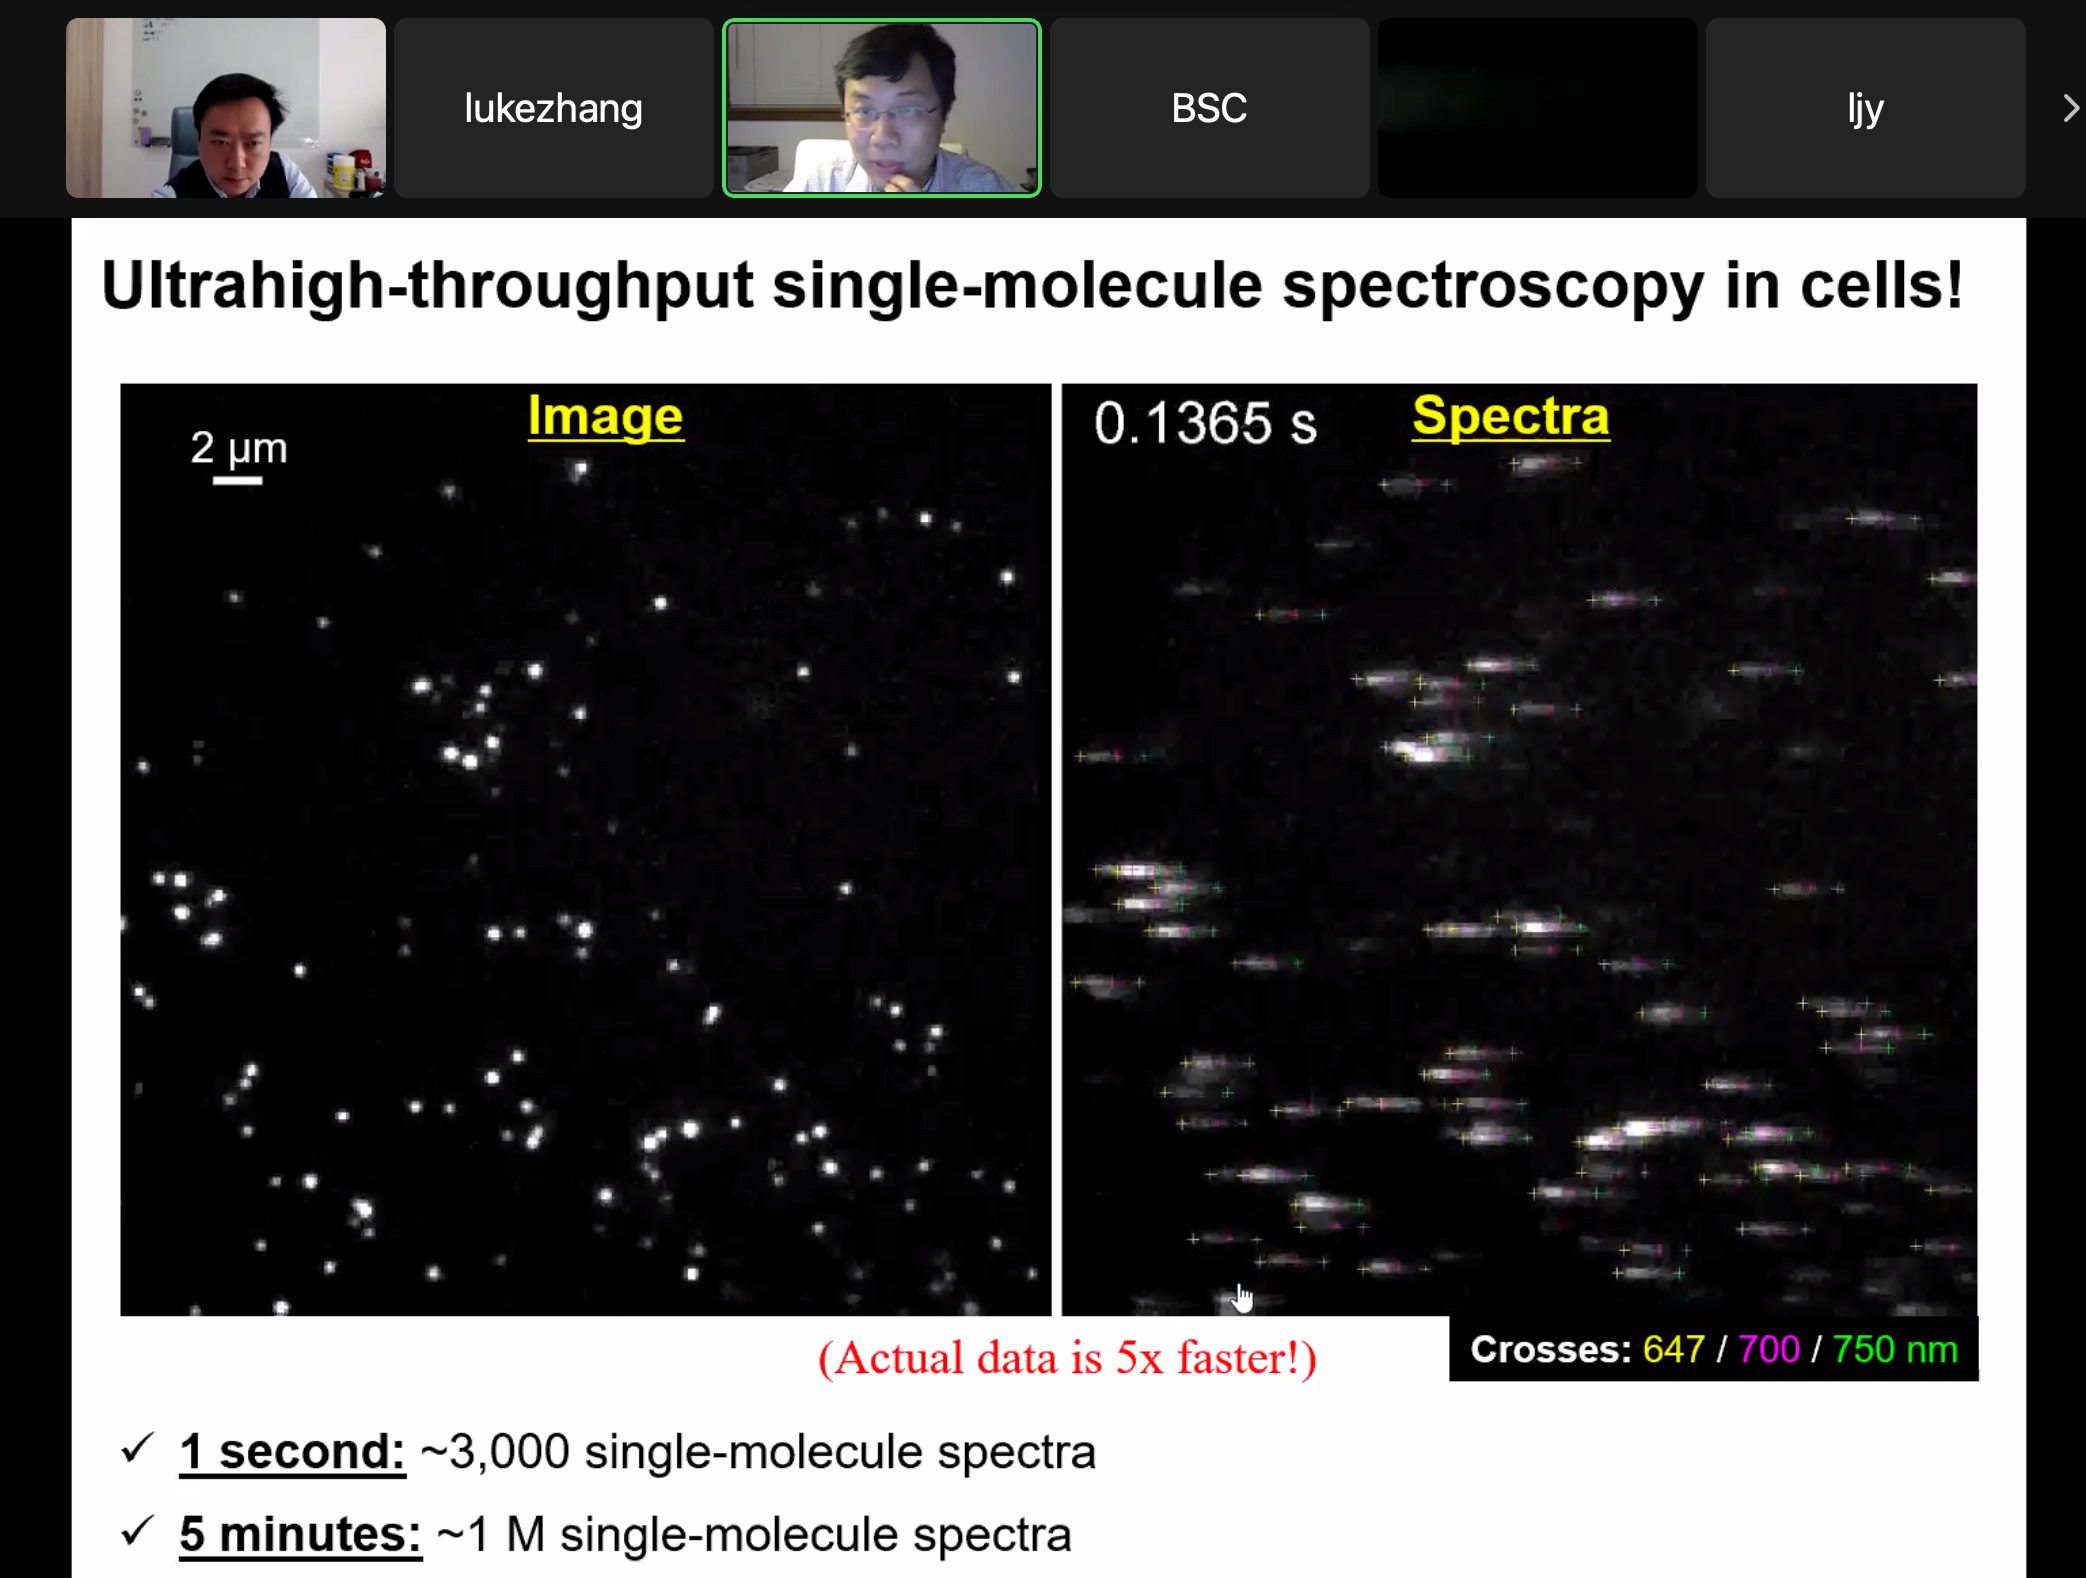 lukezhang
BSC
ljy
Ultrahigh-throughput single-molecule spectroscopy in cells!
Image
2 μm
0.1365 s
Spectra
(Actual data is 5x faster!)
Crosses: 647 / 700 / 750 nm
✓ 1 second: ~3,000 single-molecule spectra
✓ 5 minutes: ~1 M single-molecule spectra